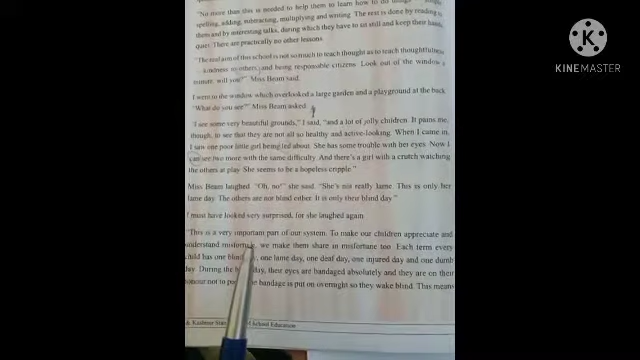 "No more than this is needed to help them to learn how to do
spelling, adding, subtracting, multiplying and writing. The rest is done by reading to
them and by interesting talks, during which they have to sit still and keep their hands
quiet. There are practically no other lessons.
"The real aim of this school is not so much to teach thought as to teach thoughtfulness
kindness to others, and being responsible citizens. Look out of the window a
minute, will you?" Miss Beam said.
I went to the window which overlooked a large garden and a playground at the back.
"What do you see?" Miss Beam asked.
"I see some very beautiful grounds," I said, "and a lot of jolly children. It pains me,
though, to see that they are not all so healthy and active-looking. When I came in,
I saw one poor little girl being led about. She has some trouble with her eyes. Now I
can see two more with the same difficulty. And there's a girl with a crutch watching
the others at play. She seems to be a hopeless cripple."
Miss Beam laughed. "Oh, no!" she said. "She's not really lame. This is only her
lame day. The others are not blind either. It is only their blind day."
I must have looked very surprised, for she laughed again.
"This is a very important part of our system. To make our children appreciate and
understand misfortune, we make them share in misfortune too. Each term every
child has one blind day, one lame day, one deaf day, one injured day and one dumb
day. During the day, their eyes are bandaged absolutely and they are on their
honour not to the bandage is put on overnight so they wake blind. This means
& Kashmir School Education
KINEMASTER